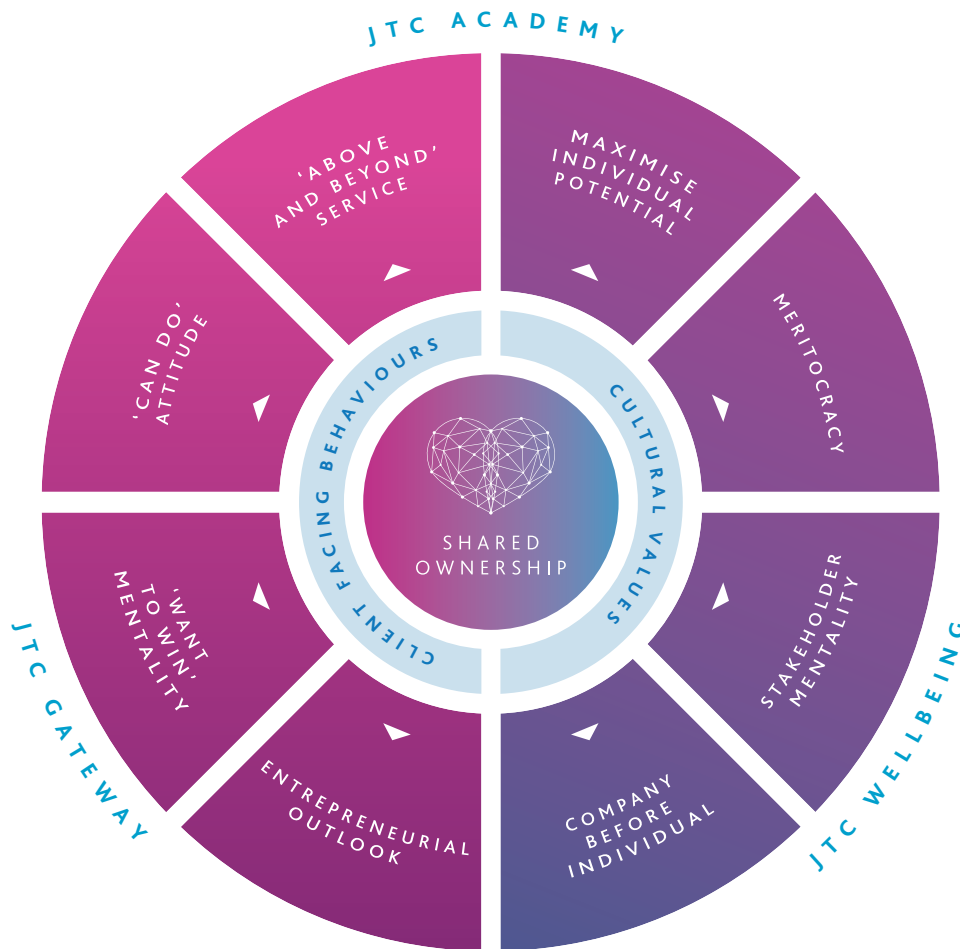 JTC ACADEMY
'ABOVE
AND BEYOND'
SERVICE
MAXIMISE
INDIVIDUAL
POTENTIAL
'CAN DO'
ATTITUDE
MERITOCRACY
CLIENT FACING BEHAVIOURS
CULTURAL VALUES
SHARED
OWNERSHIP
'WANT
TO WIN'
MENTALITY
STAKEHOLDER
MENTALITY
ENTREPRENEURIAL
OUTLOOK
COMPANY
BEFORE
INDIVIDUAL
JTC GATEWAY
JTC WELLBEING